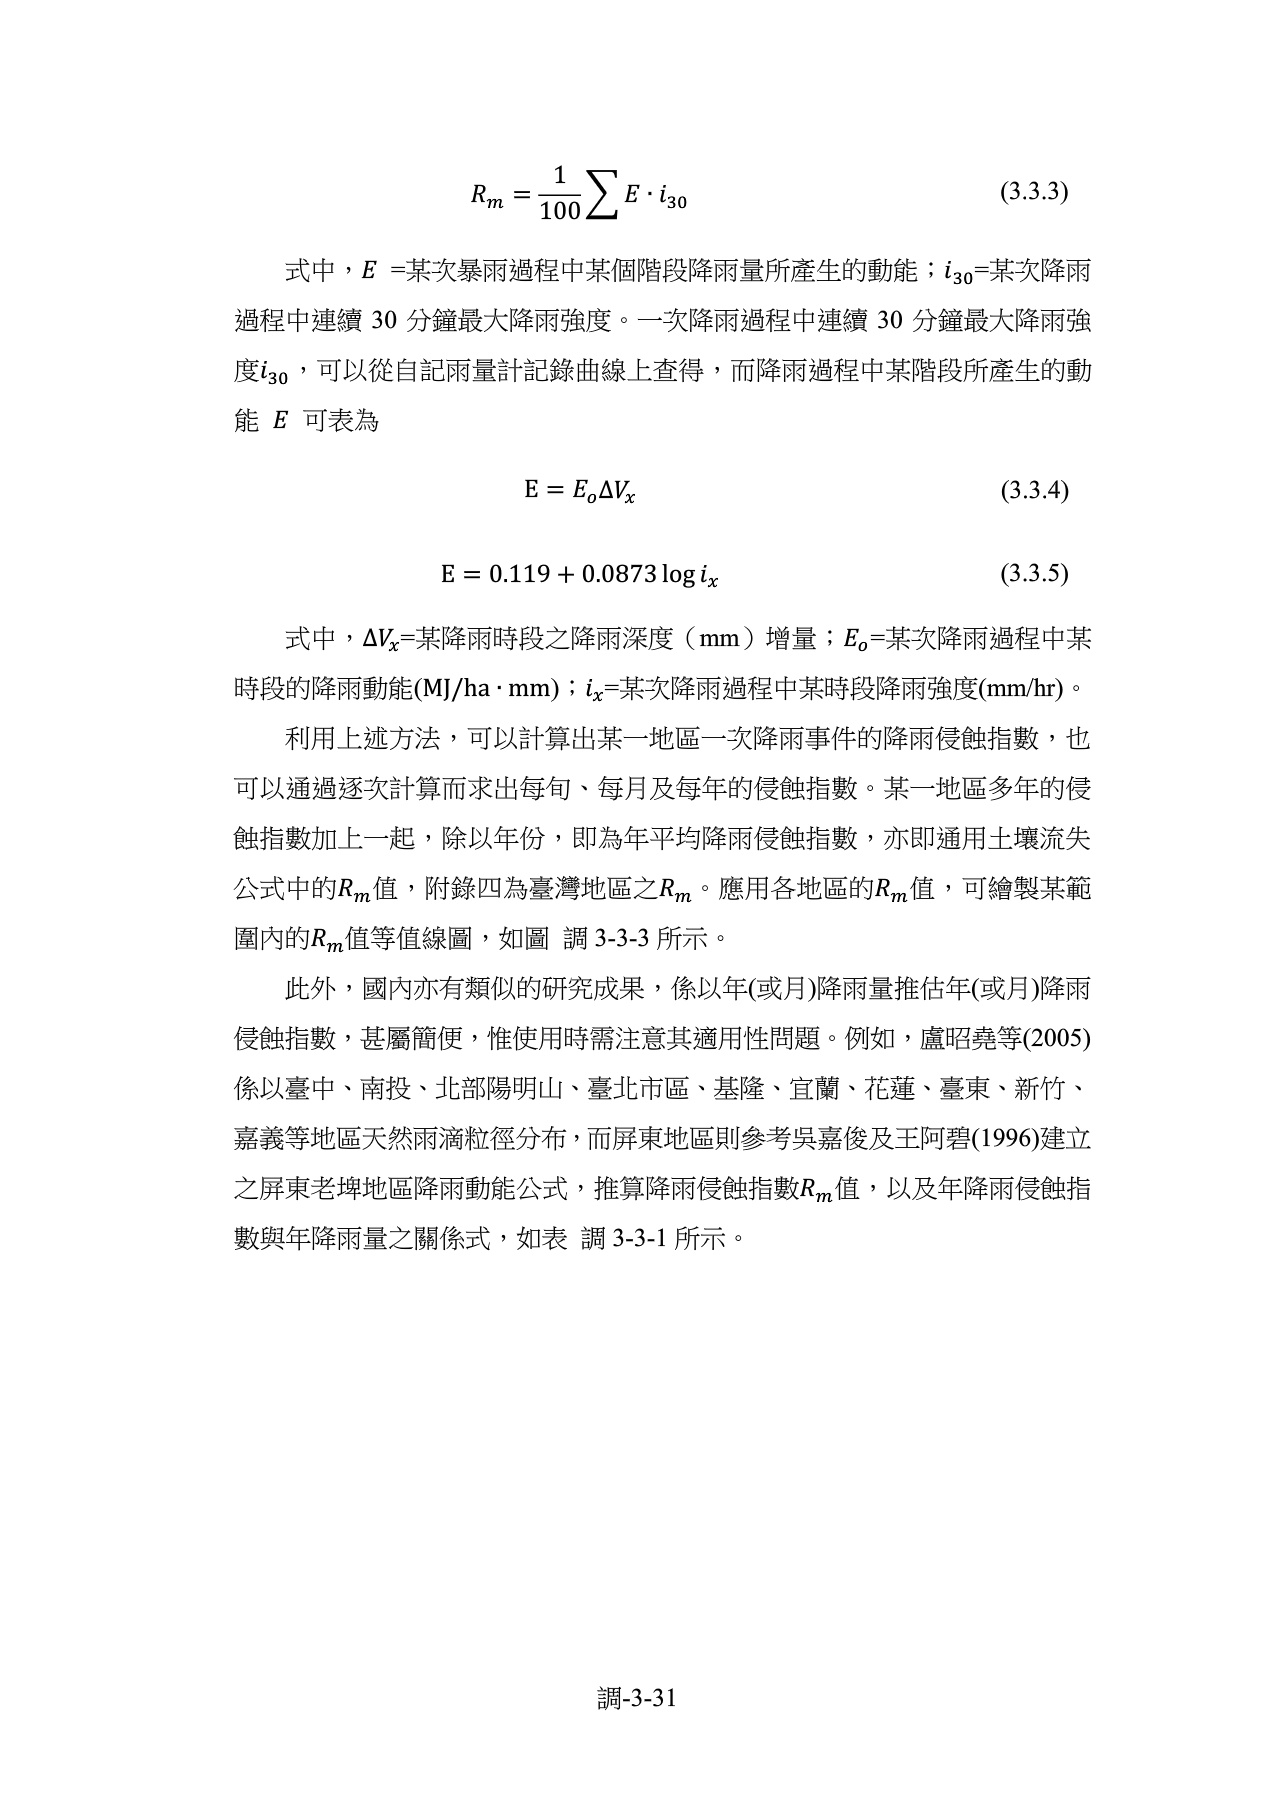 R_m = 1/100 ∑ E · i_30 (3.3.3)
式中，E =某次暴雨過程中某個階段降雨量所產生的動能；i_30=某次降雨
過程中連續 30 分鐘最大降雨強度。一次降雨過程中連續 30 分鐘最大降雨強
度i_30，可以從自記雨量計記錄曲線上查得，而降雨過程中某階段所產生的動
能 E 可表為
E = E_oΔV_x (3.3.4)
E = 0.119 + 0.0873 log i_x (3.3.5)
式中，ΔV_x=某降雨時段之降雨深度（mm）增量；E_o=某次降雨過程中某
時段的降雨動能(MJ/ha · mm)；i_x=某次降雨過程中某時段降雨強度(mm/hr)。
利用上述方法，可以計算出某一地區一次降雨事件的降雨侵蝕指數，也
可以通過逐次計算而求出每旬、每月及每年的侵蝕指數。某一地區多年的侵
蝕指數加上一起，除以年份，即為年平均降雨侵蝕指數，亦即通用土壤流失
公式中的R_m值，附錄四為臺灣地區之R_m。應用各地區的R_m值，可繪製某範
圍內的R_m值等值線圖，如圖 調 3-3-3 所示。
此外，國內亦有類似的研究成果，係以年(或月)降雨量推估年(或月)降雨
侵蝕指數，甚屬簡便，惟使用時需注意其適用性問題。例如，盧昭堯等(2005)
係以臺中、南投、北部陽明山、臺北市區、基隆、宜蘭、花蓮、臺東、新竹、
嘉義等地區天然雨滴粒徑分布，而屏東地區則參考吳嘉俊及王阿碧(1996)建立
之屏東老埤地區降雨動能公式，推算降雨侵蝕指數R_m值，以及年降雨侵蝕指
數與年降雨量之關係式，如表 調 3-3-1 所示。
調-3-31